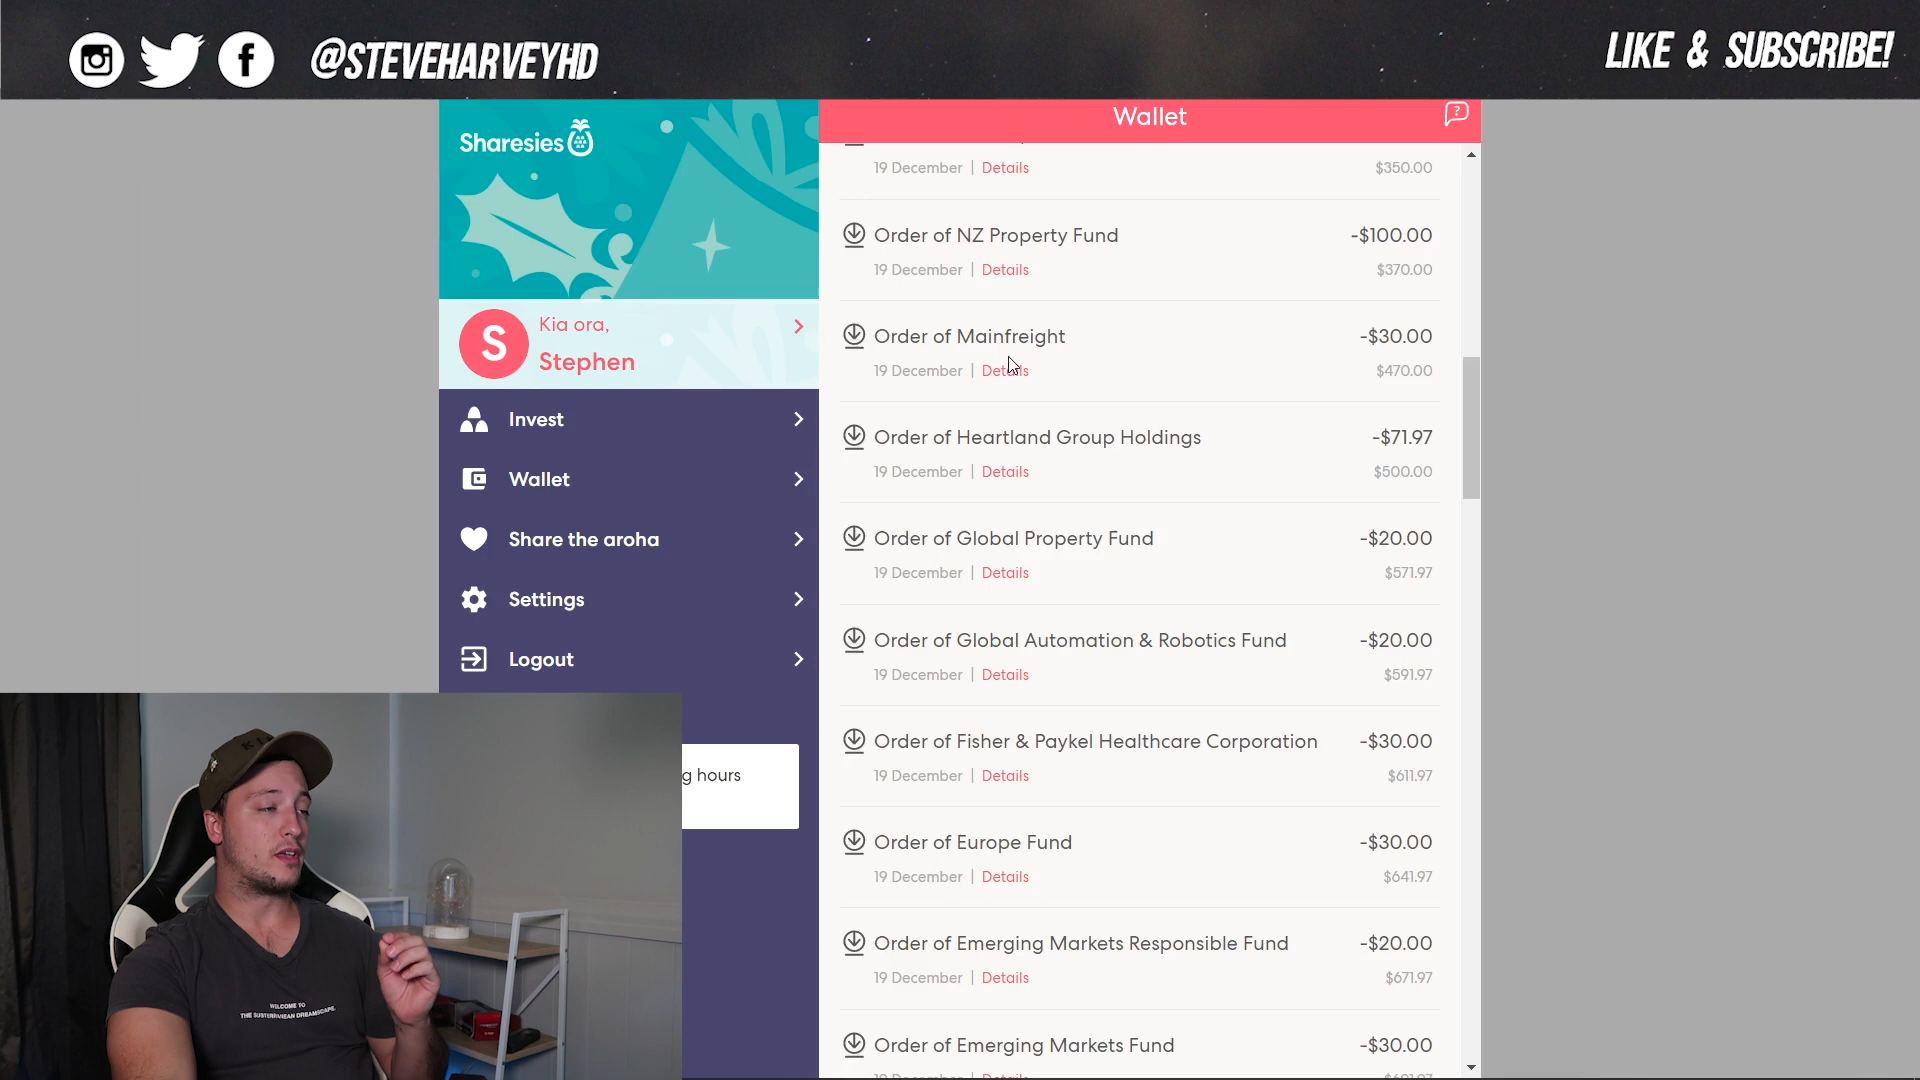 @STEVEHARVEYHD
LIKE & SUBSCRIBE!
Sharesies
Wallet
19 December | Details
$350.00
Order of NZ Property Fund
-$100.00
19 December | Details
$370.00
S
Kia ora,
Stephen
Order of Mainfreight
-$30.00
19 December | Details
$470.00
Invest
Order of Heartland Group Holdings
-$71.97
19 December | Details
$500.00
Wallet
Order of Global Property Fund
-$20.00
19 December | Details
$571.97
Share the aroha
Settings
Order of Global Automation & Robotics Fund
-$20.00
19 December | Details
$591.97
Logout
Order of Fisher & Paykel Healthcare Corporation
-$30.00
19 December | Details
$611.97
g hours
Order of Europe Fund
-$30.00
19 December | Details
$641.97
Order of Emerging Markets Responsible Fund
-$20.00
19 December | Details
$671.97
Order of Emerging Markets Fund
-$30.00
WELCOME TO